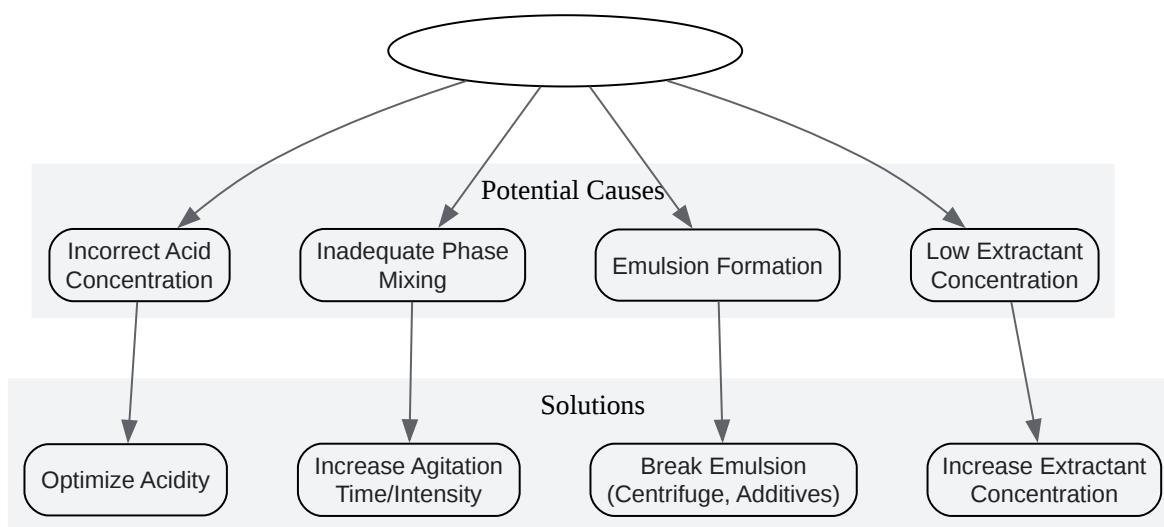 Potential Causes
Incorrect Acid
Concentration
Inadequate Phase
Mixing
Emulsion Formation
Low Extractant
Concentration
Solutions
Optimize Acidity
Increase Agitation
Time/Intensity
Break Emulsion
(Centrifuge, Additives)
Increase Extractant
Concentration